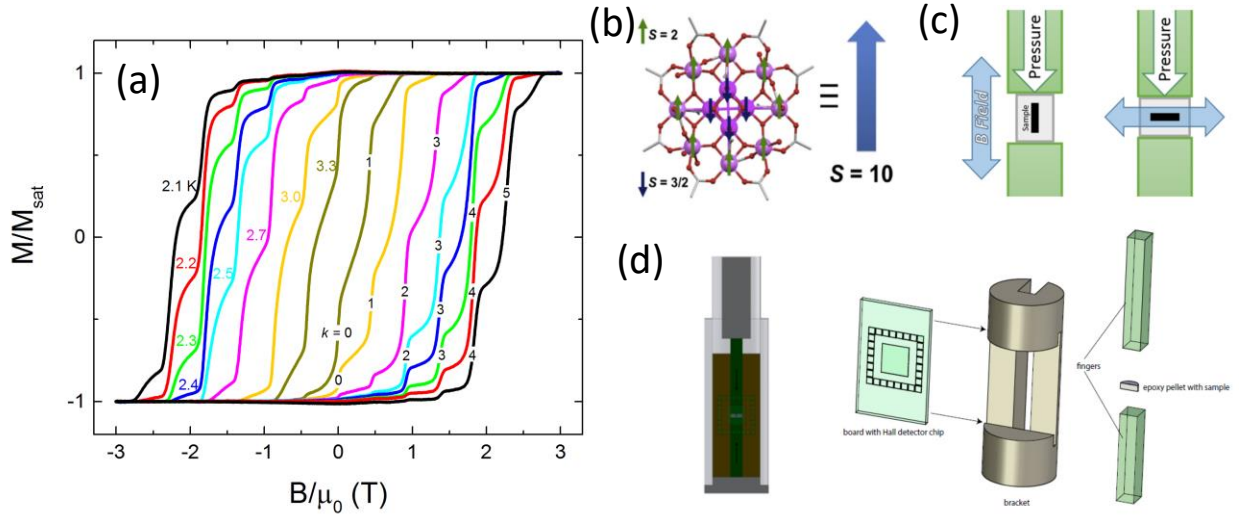 (a)
M/M_sat
1
0
-1
2.1 K
2.2
2.3
2.4
2.5
2.7
3.0
3.3
k = 0
0
1
1
2
2
3
3
3
3
4
4
4
5
-3 -2 -1 0 1 2 3
B/μ0 (T)
(b)
S = 2
S = 3/2
S = 10
(c)
B Field
Pressure
Sample
Pressure
(d)
board with Hall detector chip
bracket
fingers
epoxy pellet with sample